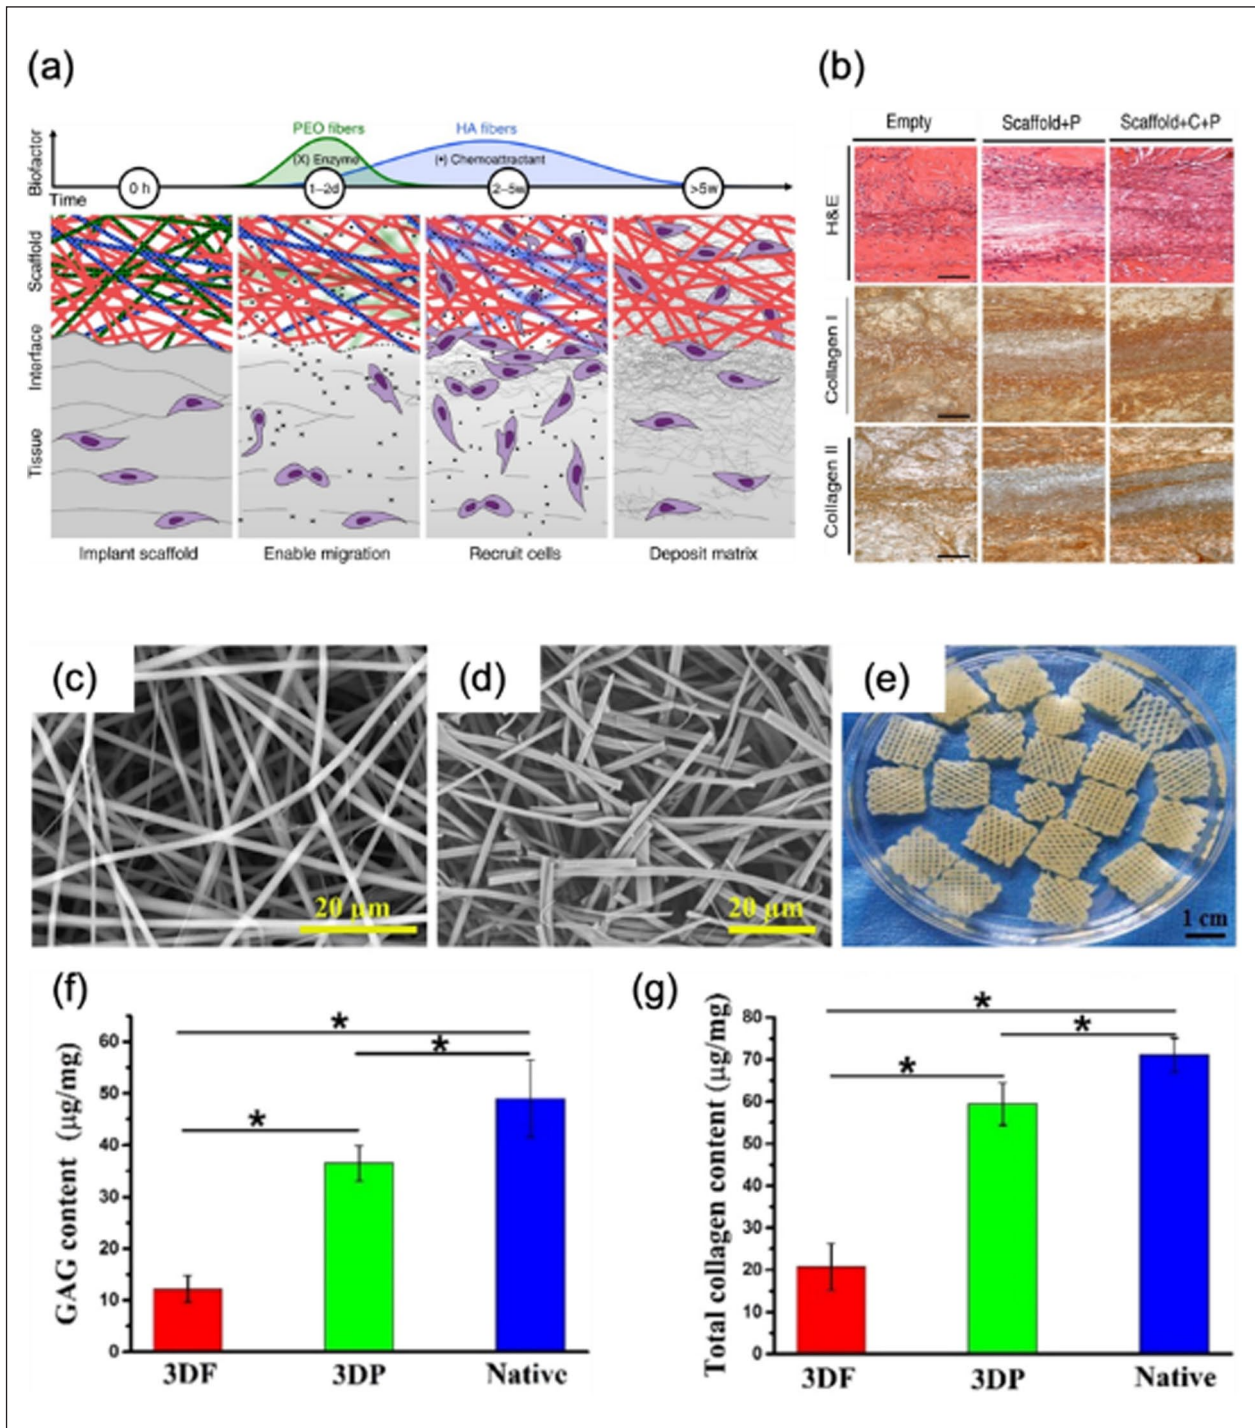 (a)
PEO fibers
HA fibers
(X) Enzyme
(•) Chemoattractant
Biofactor
Time
0 h
1–2d
2–5w
>5w
Scaffold
Interface
Tissue
Implant scaffold
Enable migration
Recruit cells
Deposit matrix
(b)
Empty
Scaffold+P
Scaffold+C+P
H&E
Collagen I
Collagen II
(c)
20 μm
(d)
20 μm
(e)
1 cm
(f)
GAG content (μg/mg)
60
50
40
30
20
10
0
*
*
*
3DF
3DP
Native
(g)
Total collagen content (μg/mg)
80
70
60
50
40
30
20
10
0
*
*
*
3DF
3DP
Native